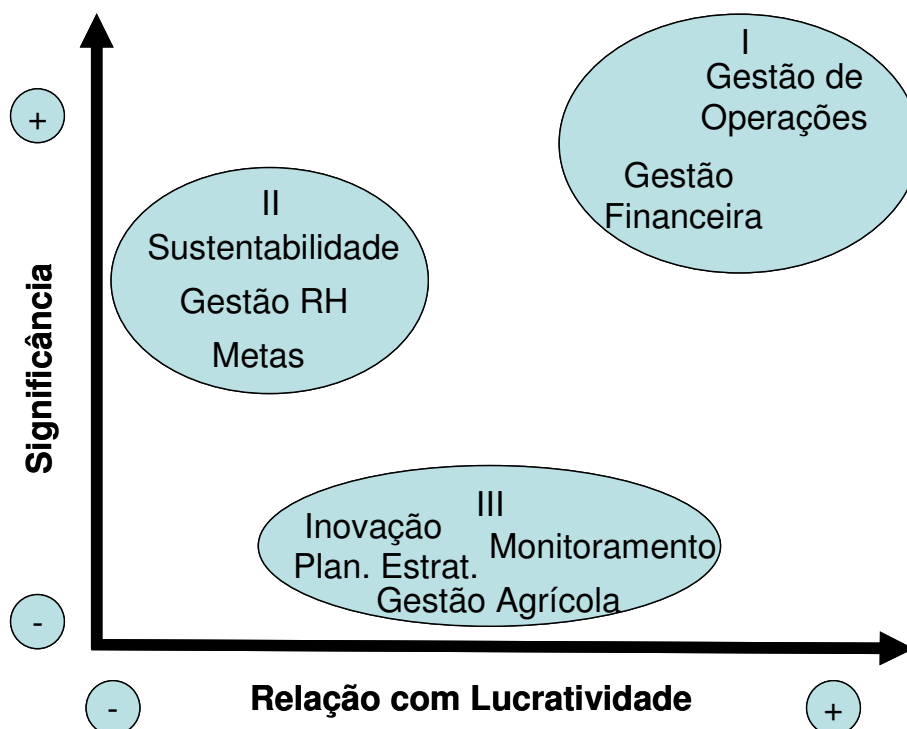 I
Gestão de
Operações
Gestão
Financeira
+
II
Sustentabilidade
Gestão RH
Metas
Significância
III
Inovação
Monitoramento
Plan. Estrat.
Gestão Agrícola
-
-
Relação com Lucratividade
+